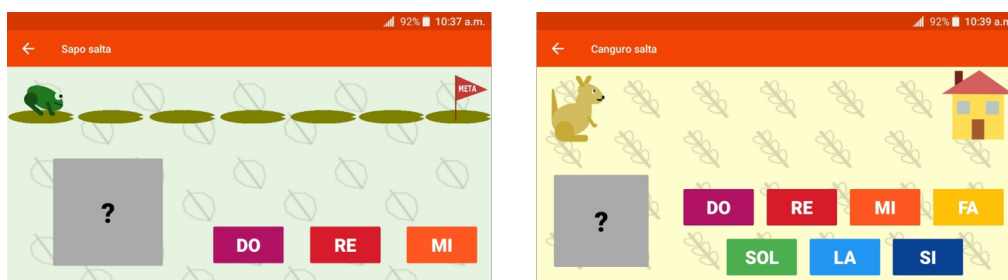 92% 10:37 a.m.
Sapo salta
META
?
DO RE MI
92% 10:39 a.m.
Canguro salta
?
DO RE MI FA
SOL LA SI